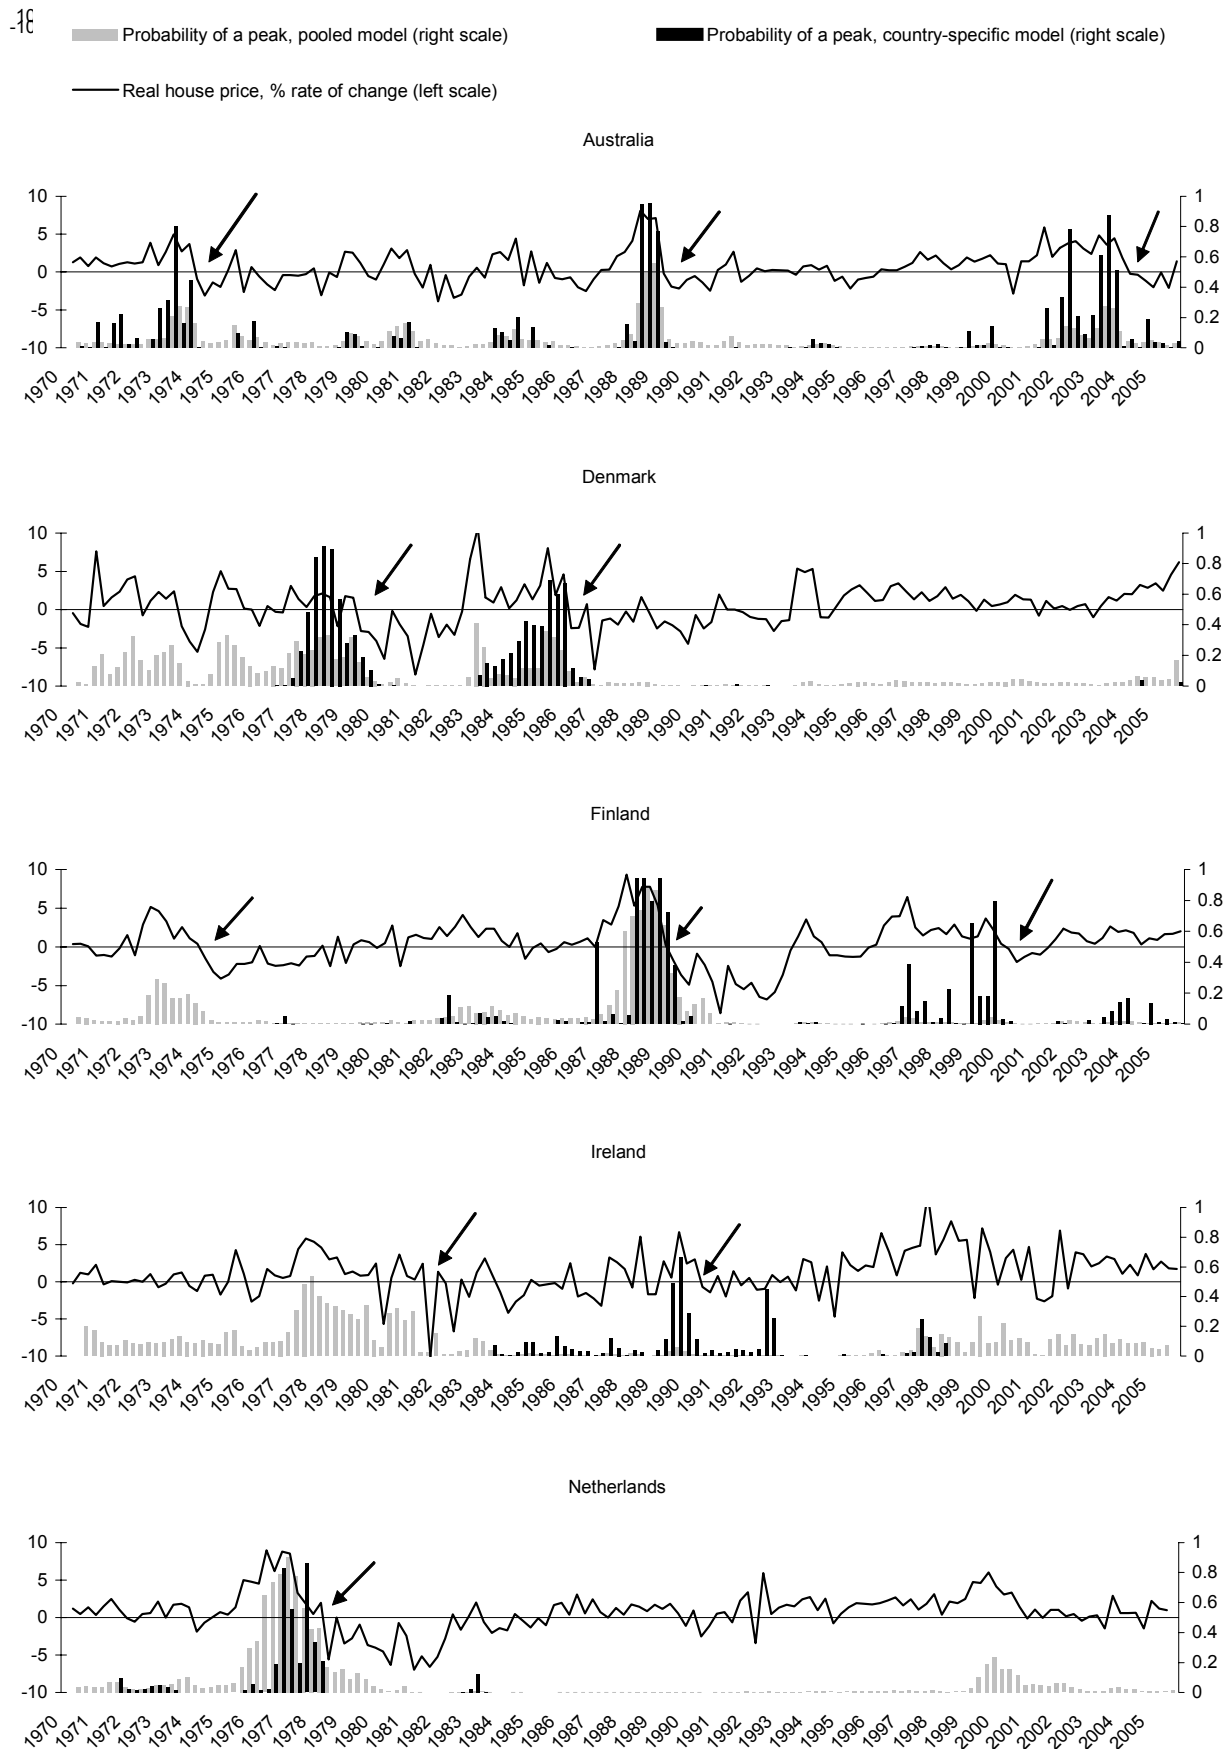 Probability of a peak, pooled model (right scale) Probability of a peak, country-specific model (right scale)
Real house price, % rate of change (left scale)
Australia
10 1
5 0.8
0 0.6
0.4
-5 0.2
-10 0
1970 1971 1972 1973 1974 1975 1976 1977 1978 1979 1980 1981 1982 1983 1984 1985 1986 1987 1988 1989 1990 1991 1992 1993 1994 1995 1996 1997 1998 1999 2000 2001 2002 2003 2004 2005
Denmark
10 1
5 0.8
0 0.6
0.4
-5 0.2
-10 0
1970 1971 1972 1973 1974 1975 1976 1977 1978 1979 1980 1981 1982 1983 1984 1985 1986 1987 1988 1989 1990 1991 1992 1993 1994 1995 1996 1997 1998 1999 2000 2001 2002 2003 2004 2005
Finland
10 1
5 0.8
0 0.6
0.4
-5 0.2
-10 0
1970 1971 1972 1973 1974 1975 1976 1977 1978 1979 1980 1981 1982 1983 1984 1985 1986 1987 1988 1989 1990 1991 1992 1993 1994 1995 1996 1997 1998 1999 2000 2001 2002 2003 2004 2005
Ireland
10 1
5 0.8
0 0.6
0.4
-5 0.2
-10 0
1970 1971 1972 1973 1974 1975 1976 1977 1978 1979 1980 1981 1982 1983 1984 1985 1986 1987 1988 1989 1990 1991 1992 1993 1994 1995 1996 1997 1998 1999 2000 2001 2002 2003 2004 2005
Netherlands
10 1
5 0.8
0 0.6
0.4
-5 0.2
-10 0
1970 1971 1972 1973 1974 1975 1976 1977 1978 1979 1980 1981 1982 1983 1984 1985 1986 1987 1988 1989 1990 1991 1992 1993 1994 1995 1996 1997 1998 1999 2000 2001 2002 2003 2004 2005